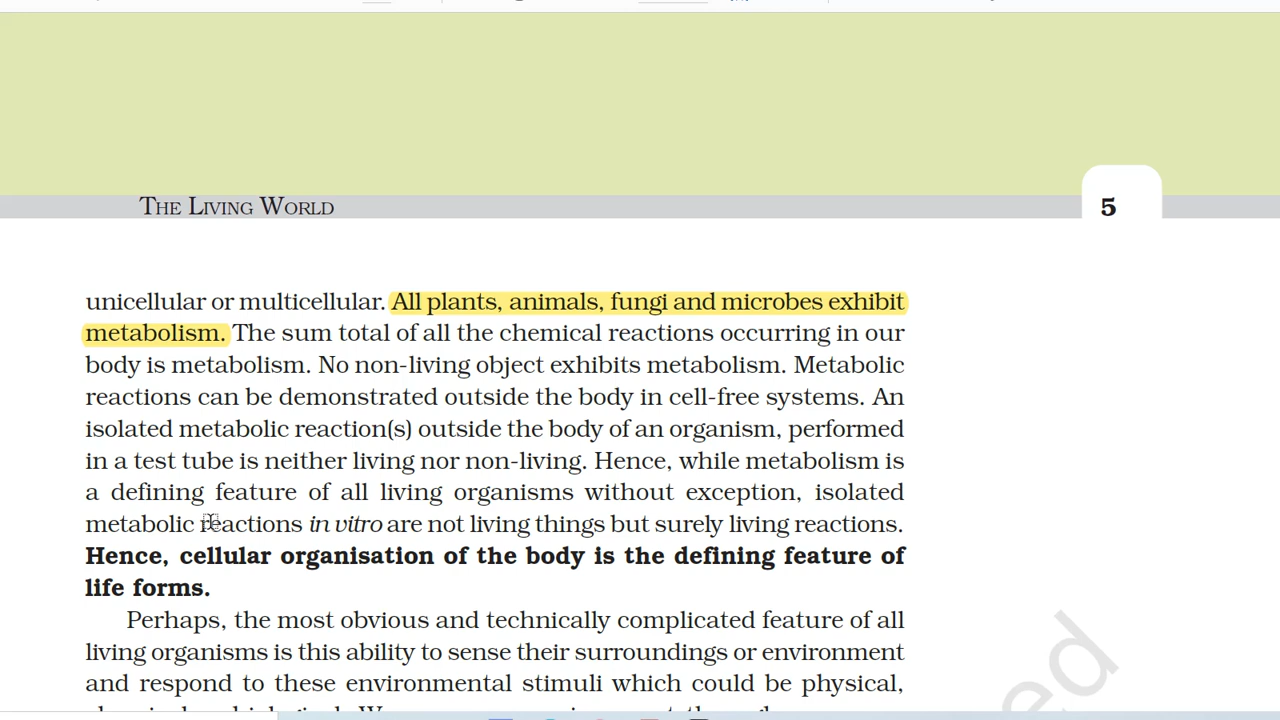 THE LIVING WORLD
5
unicellular or multicellular. All plants, animals, fungi and microbes exhibit
metabolism. The sum total of all the chemical reactions occurring in our
body is metabolism. No non-living object exhibits metabolism. Metabolic
reactions can be demonstrated outside the body in cell-free systems. An
isolated metabolic reaction(s) outside the body of an organism, performed
in a test tube is neither living nor non-living. Hence, while metabolism is
a defining feature of all living organisms without exception, isolated
metabolic reactions in vitro are not living things but surely living reactions.
Hence, cellular organisation of the body is the defining feature of
life forms.
Perhaps, the most obvious and technically complicated feature of all
living organisms is this ability to sense their surroundings or environment
and respond to these environmental stimuli which could be physical,
ed